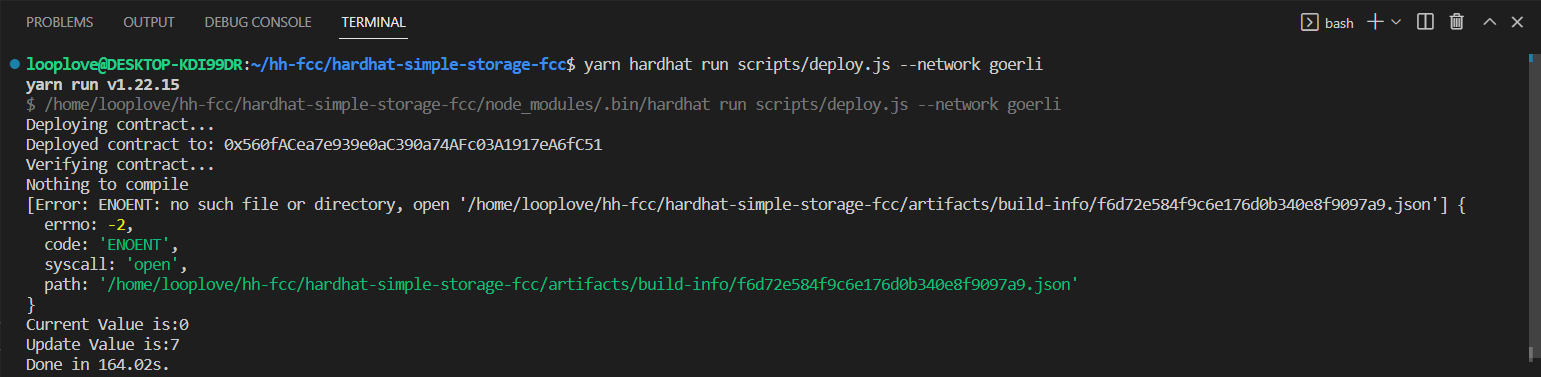 PROBLEMS OUTPUT DEBUG CONSOLE TERMINAL bash
looplove@DESKTOP-KDI99DR:~/hh-fcc/hardhat-simple-storage-fcc$ yarn hardhat run scripts/deploy.js --network goerli
yarn run v1.22.15
$ /home/looplove/hh-fcc/hardhat-simple-storage-fcc/node_modules/.bin/hardhat run scripts/deploy.js --network goerli
Deploying contract...
Deployed contract to: 0x560fACea7e939e0aC390a74AFc03A1917eA6fC51
Verifying contract...
Nothing to compile
[Error: ENOENT: no such file or directory, open '/home/looplove/hh-fcc/hardhat-simple-storage-fcc/artifacts/build-info/f6d72e584f9c6e176d0b340e8f9097a9.json'] {
  errno: -2,
  code: 'ENOENT',
  syscall: 'open',
  path: '/home/looplove/hh-fcc/hardhat-simple-storage-fcc/artifacts/build-info/f6d72e584f9c6e176d0b340e8f9097a9.json'
}
Current Value is:0
Update Value is:7
Done in 164.02s.